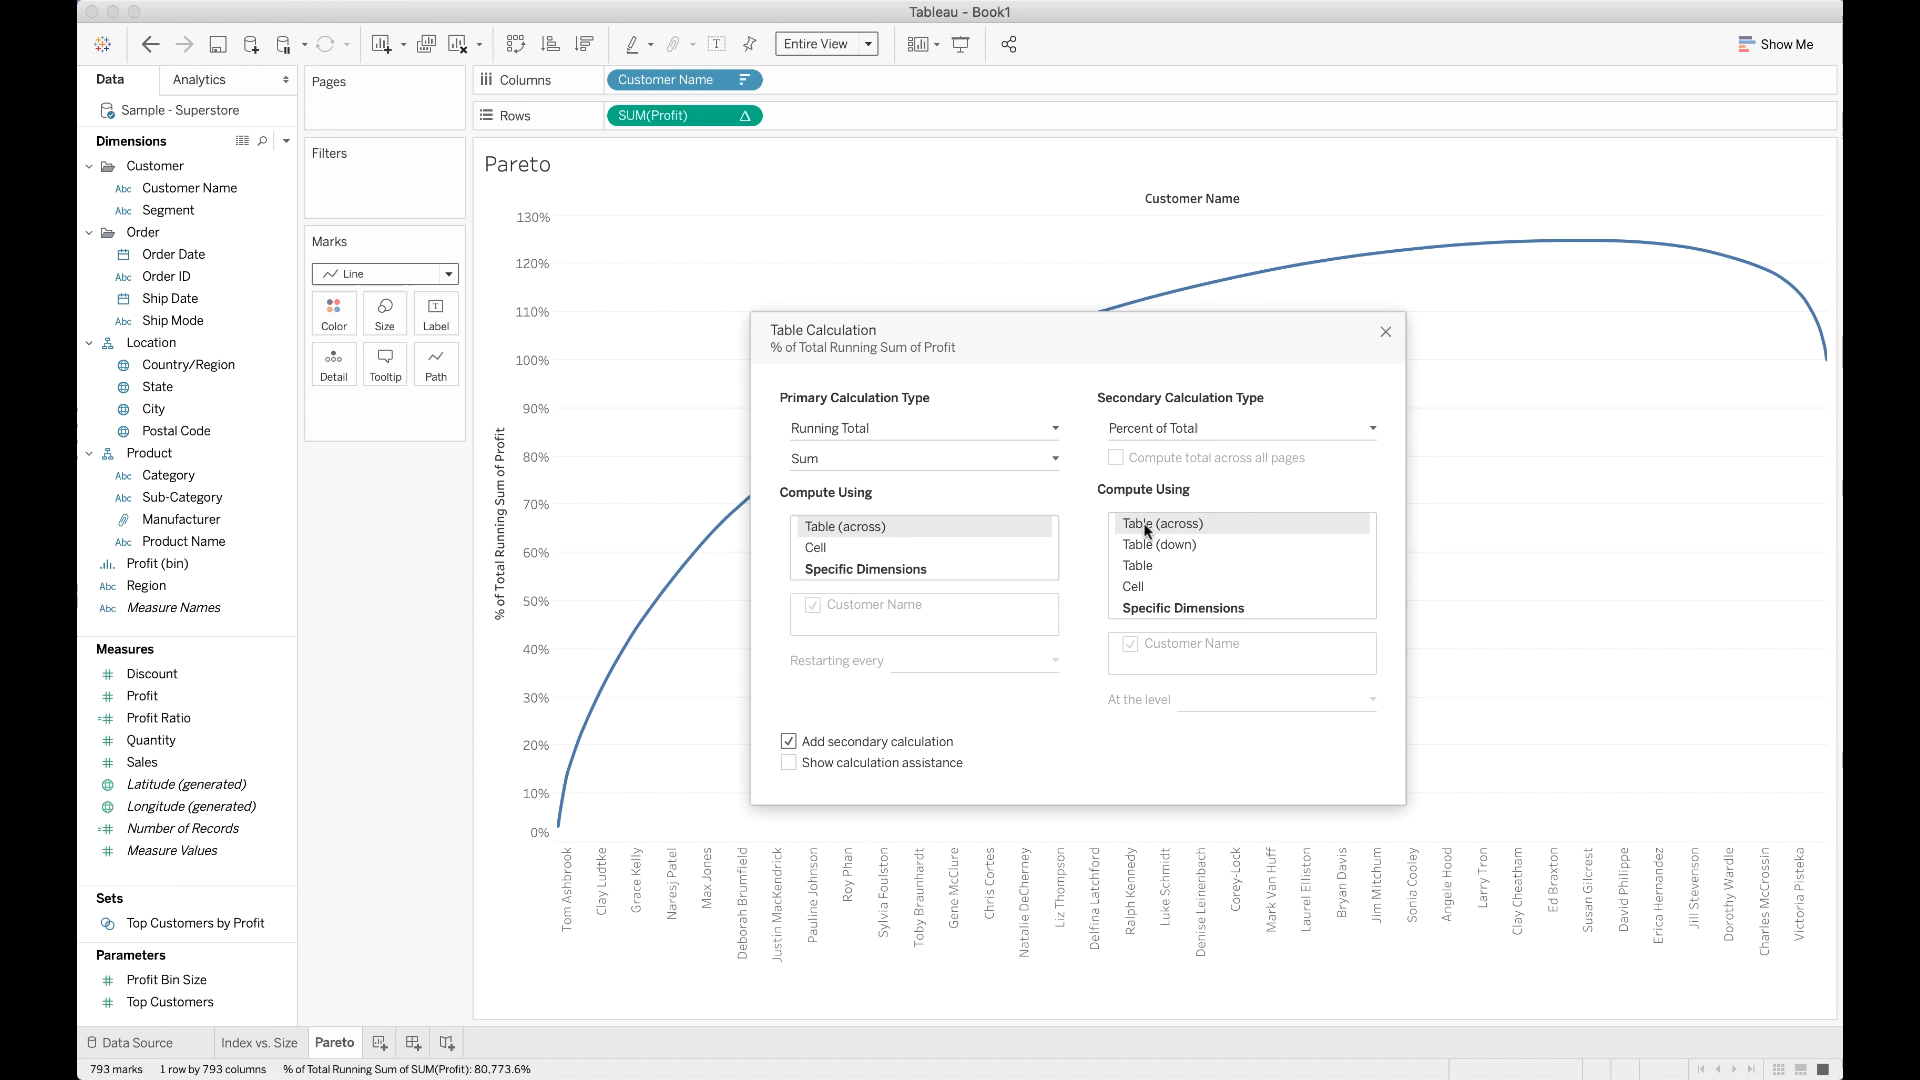 Tableau - Book1
Entire View
Show Me
Data
Analytics
Sample - Superstore
Dimensions
Customer
Abc Customer Name
Abc Segment
Order
Order Date
Abc Order ID
Ship Date
Abc Ship Mode
Location
Country/Region
State
City
Postal Code
Product
Abc Category
Abc Sub-Category
Manufacturer
Abc Product Name
Profit (bin)
Abc Region
Abc Measure Names
Measures
# Discount
# Profit
=# Profit Ratio
# Quantity
# Sales
Latitude (generated)
Longitude (generated)
=# Number of Records
# Measure Values
Sets
Top Customers by Profit
Parameters
# Profit Bin Size
# Top Customers
Pages
Filters
Marks
Line
Color
Size
Label
Detail
Tooltip
Path
Columns
Customer Name
Rows
SUM(Profit)
Pareto
Customer Name
% of Total Running Sum of Profit
130%
120%
110%
100%
90%
80%
70%
60%
50%
40%
30%
20%
10%
0%
Table Calculation
% of Total Running Sum of Profit
Primary Calculation Type
Running Total
Sum
Compute Using
Table (across)
Cell
Specific Dimensions
Customer Name
Restarting every
Secondary Calculation Type
Percent of Total
Compute total across all pages
Compute Using
Table (across)
Table (down)
Table
Cell
Specific Dimensions
Customer Name
At the level
Add secondary calculation
Show calculation assistance
Tom Ashbrook
Clay Ludtke
Grace Kelly
Naresj Patel
Max Jones
Deborah Brumfield
Justin MacKendrick
Pauline Johnson
Roy Phan
Sylvia Foulston
Toby Braunhardt
Gene McClure
Chris Cortes
Natalie DeCherney
Liz Thompson
Delfina Latchford
Ralph Kennedy
Luke Schmidt
Denise Leinenbach
Corey-Lock
Mark Van Huff
Laurel Elliston
Bryan Davis
Jim Mitchum
Sonia Cooley
Angele Hood
Larry Tron
Clay Cheatham
Ed Braxton
Susan Gilcrest
David Philippe
Erica Hernandez
Jill Stevenson
Dorothy Wardle
Charles McCrossin
Victoria Pisteka
Data Source
Index vs. Size
Pareto
793 marks
1 row by 793 columns
% of Total Running Sum of SUM(Profit): 80,773.6%